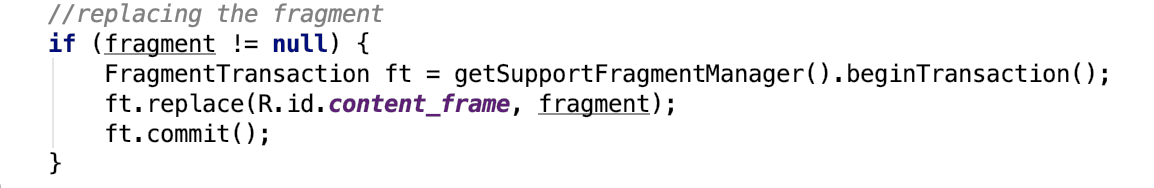 //replacing the fragment
if (fragment != null) {
    FragmentTransaction ft = getSupportFragmentManager().beginTransaction();
    ft.replace(R.id.content_frame, fragment);
    ft.commit();
}